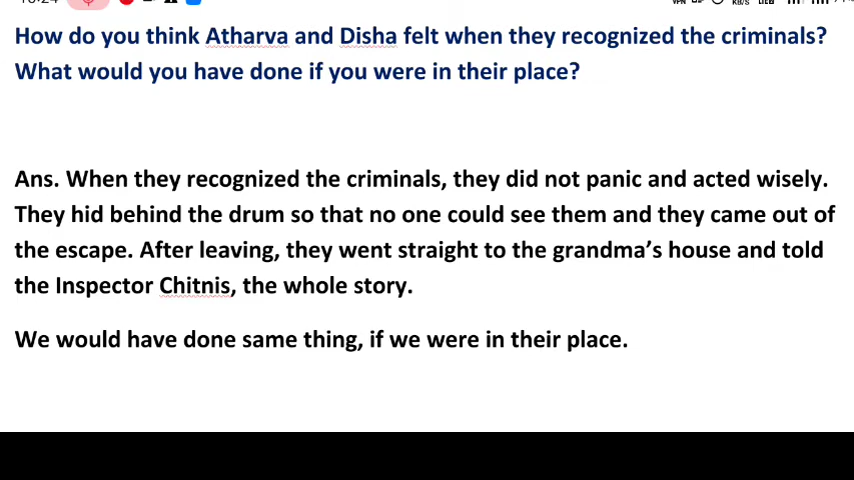 How do you think Atharva and Disha felt when they recognized the criminals?
What would you have done if you were in their place?
Ans. When they recognized the criminals, they did not panic and acted wisely.
They hid behind the drum so that no one could see them and they came out of
the escape. After leaving, they went straight to the grandma's house and told
the Inspector Chitnis, the whole story.
We would have done same thing, if we were in their place.